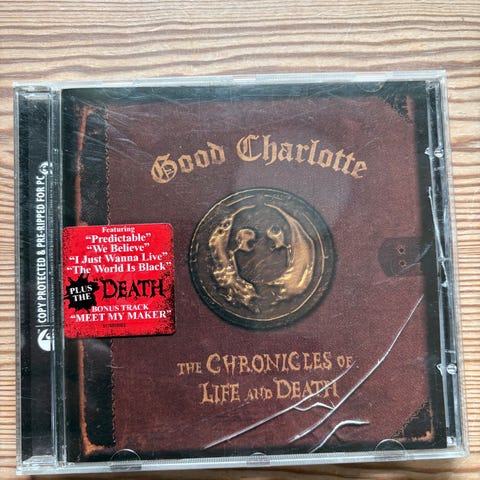 Good Charlotte
Featuring
"Predictable"
"We Believe"
"I Just Wanna Live"
"The World Is Black"
PLUS
THE
"DEATH
BONUS TRACK
"MEET MY MAKER"
THE CHRONICLES OF
LIFE AND DEATH
COPY PROTECTED & PRE-RIPPED FOR PC